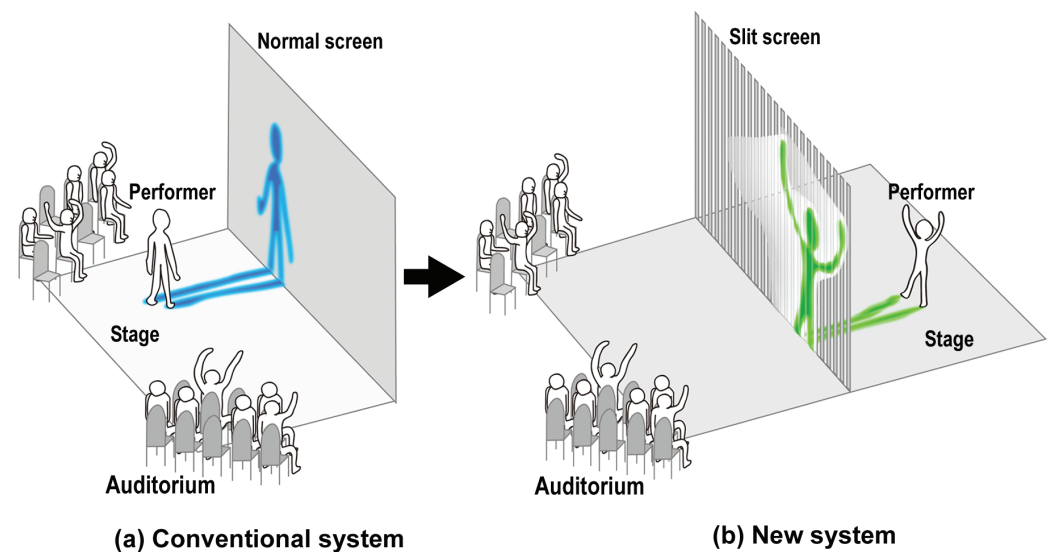 Normal screen
Performer
Stage
Auditorium
(a) Conventional system
Slit screen
Performer
Stage
Auditorium
(b) New system